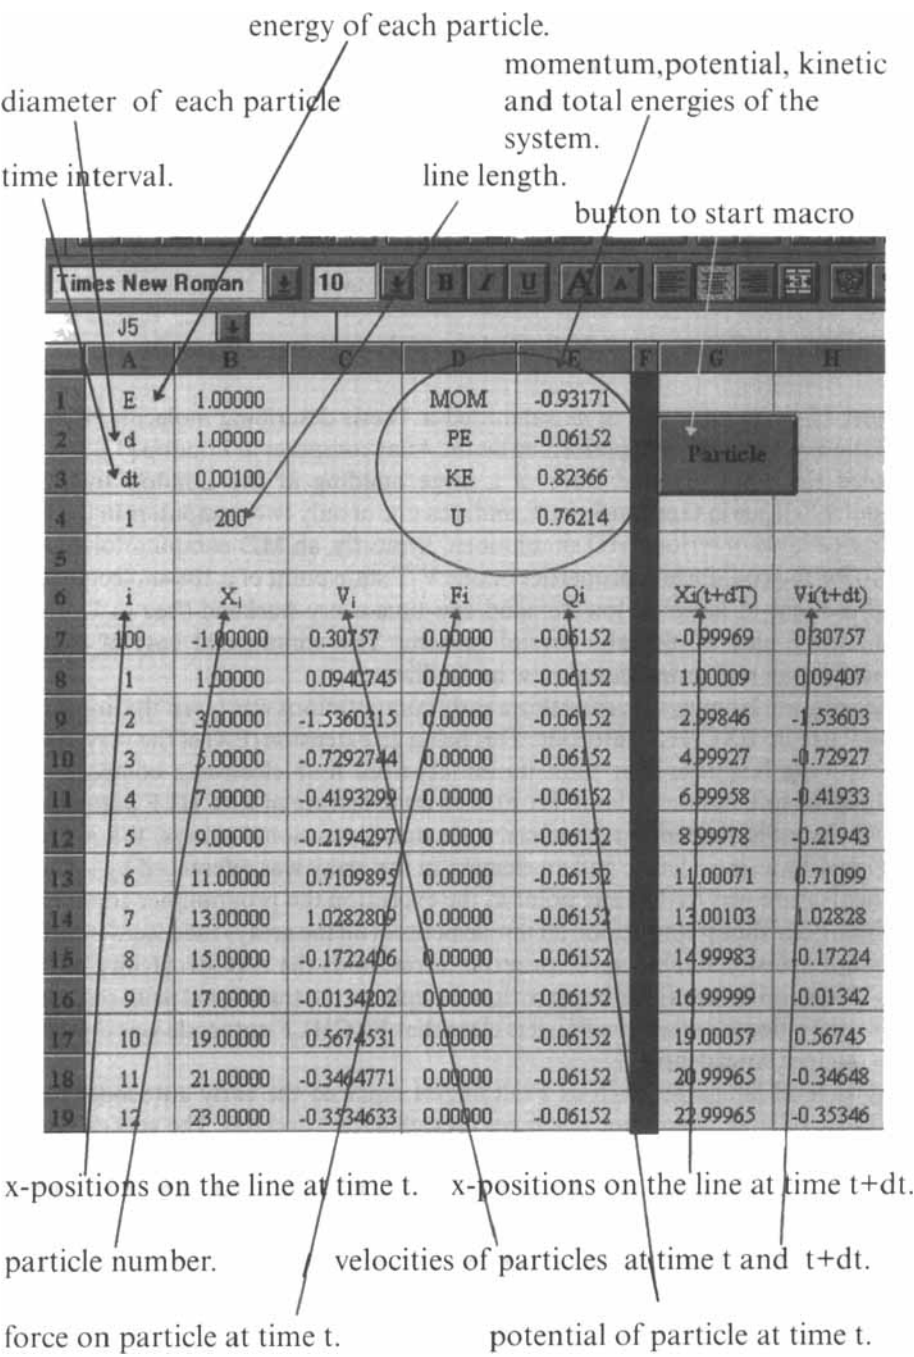 energy of each particle.
momentum,potential, kinetic
and total energies of the
system.
diameter of each particle
time interval.
line length.
button to start macro
Times New Roman 10 B I U A A
J5
A B C D E F G H
1 E 1.00000 MOM -0.93171
2 d 1.00000 PE -0.06152
Particle
3 dt 0.00100 KE 0.82366
4 l 200 U 0.76214
5
6 i Xi Vi Fi Qi Xi(t+dT) Vi(t+dt)
7 100 -1.00000 0.30757 0.00000 -0.06152 -0.99969 0.30757
8 1 1.00000 0.0940745 0.00000 -0.06152 1.00009 0.09407
9 2 3.00000 -1.5360315 0.00000 -0.06152 2.99846 -1.53603
10 3 5.00000 -0.7292744 0.00000 -0.06152 4.99927 -0.72927
11 4 7.00000 -0.4193299 0.00000 -0.06152 6.99958 -0.41933
12 5 9.00000 -0.2194297 0.00000 -0.06152 8.99978 -0.21943
13 6 11.00000 0.7109895 0.00000 -0.06152 11.00071 0.71099
14 7 13.00000 1.0282809 0.00000 -0.06152 13.00103 1.02828
15 8 15.00000 -0.1722406 0.00000 -0.06152 14.99983 -0.17224
16 9 17.00000 -0.0134202 0.00000 -0.06152 16.99999 -0.01342
17 10 19.00000 0.5674531 0.00000 -0.06152 19.00057 0.56745
18 11 21.00000 -0.3464771 0.00000 -0.06152 20.99965 -0.34648
19 12 23.00000 -0.3534633 0.00000 -0.06152 22.99965 -0.35346
x-positions on the line at time t. x-positions on the line at time t+dt.
particle number. velocities of particles at time t and t+dt.
force on particle at time t. potential of particle at time t.